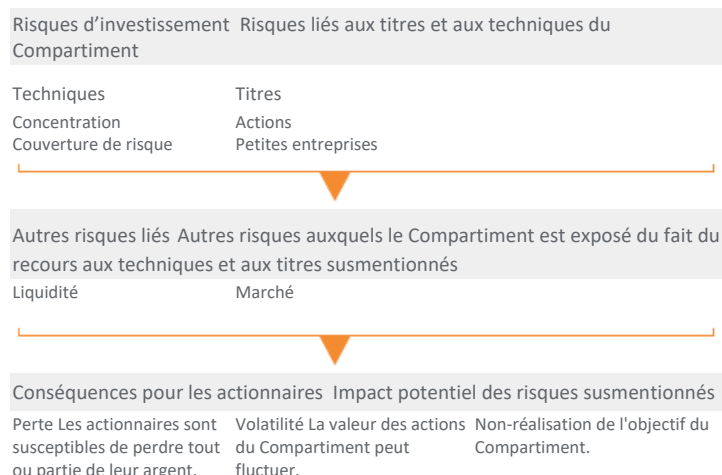 Risques d’investissement Risques liés aux titres et aux techniques du
Compartiment
Techniques Titres
Concentration Actions
Couverture de risque Petites entreprises
Autres risques liés Autres risques auxquels le Compartiment est exposé du fait du
recours aux techniques et aux titres susmentionnés
Liquidité Marché
Conséquences pour les actionnaires Impact potentiel des risques susmentionnés
Perte Les actionnaires sont Volatilité La valeur des actions Non-réalisation de l'objectif du
susceptibles de perdre tout du Compartiment peut Compartiment.
ou partie de leur argent. fluctuer.